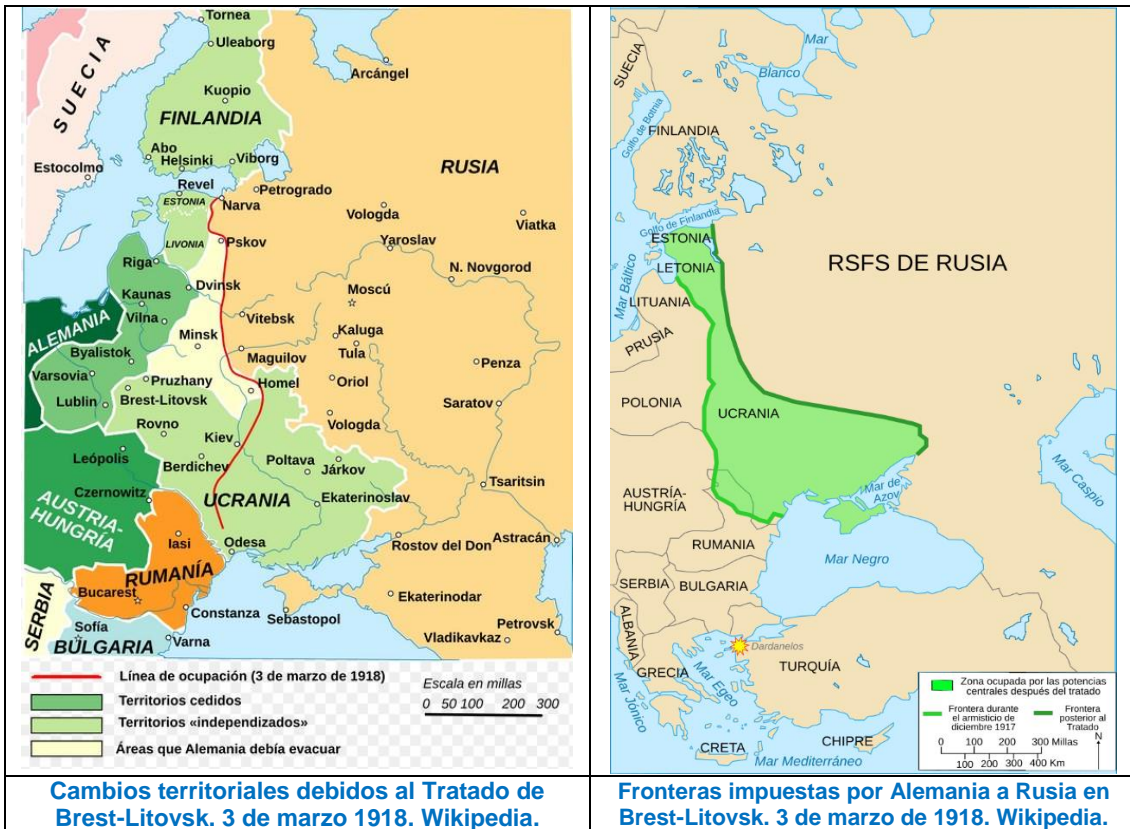 Tornea
Uleaborg
Arcángel
SUECIA
Kuopio
FINLANDIA
RUSIA
Abo
Helsinki
Viborg
Estocolmo
Revel
Petrogrado
ESTONIA
Narva
Vologda
Viatka
Pskov
Yaroslav
LIVONIA
Riga
N. Novgorod
Dvinsk
Moscú
Kaunas
Vilna
Vitebsk
ALEMANIA
Minsk
Kaluga
Tula
Byalistok
Maguilov
Penza
Varsovia
Pruzhany
Homel
Oriol
Lublin
Brest-Litovsk
Saratov
Rovno
Vologda
Kiev
Leópolis
Berdichev
Poltava
Járkov
Tsaritsin
Czernowitz
UCRANIA
Ekaterinoslav
AUSTRIA-
HUNGRÍA
Iasi
Odesa
Rostov del Don
Astracán
RUMANÍA
Bucarest
Ekaterinodar
SERBIA
Constanza
Sebastopol
Petrovsk
Sofía
Varna
Vladikavkaz
BULGARIA
Línea de ocupación (3 de marzo de 1918)
Territorios cedidos
Territorios «independizados»
Áreas que Alemania debía evacuar
Escala en millas
0 50 100 200 300
Cambios territoriales debidos al Tratado de
Brest-Litovsk. 3 de marzo 1918. Wikipedia.
Mar
Blanco
SUECIA
Golfo de Botnia
FINLANDIA
Golfo de Finlandia
ESTONIA
RSFS DE RUSIA
LETONIA
Mar Báltico
LITUANIA
PRUSIA
POLONIA
UCRANIA
Mar de
Azov
Mar Caspio
AUSTRÍA-
HUNGRÍA
RUMANIA
Mar Negro
SERBIA
BULGARIA
ALBANIA
Dardanelos
TURQUÍA
GRECIA
Mar Egeo
Mar Jónico
CRETA
CHIPRE
Mar Mediterráneo
Zona ocupada por las potencias
centrales después del tratado
Frontera durante
el armisticio de
diciembre 1917
Frontera
posterior al
Tratado
0 100 200 300 Millas
100 200 300 400 Km
N
Fronteras impuestas por Alemania a Rusia en
Brest-Litovsk. 3 de marzo de 1918. Wikipedia.